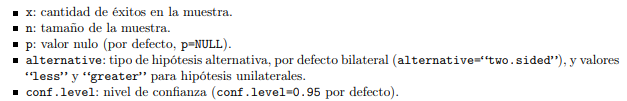 ▪ x: cantidad de éxitos en la muestra.
▪ n: tamaño de la muestra.
▪ p: valor nulo (por defecto, p=NULL).
▪ alternative: tipo de hipótesis alternativa, por defecto bilateral (alternative=“two.sided”), y valores
“less” y “greater” para hipótesis unilaterales.
▪ conf.level: nivel de confianza (conf.level=0.95 por defecto).